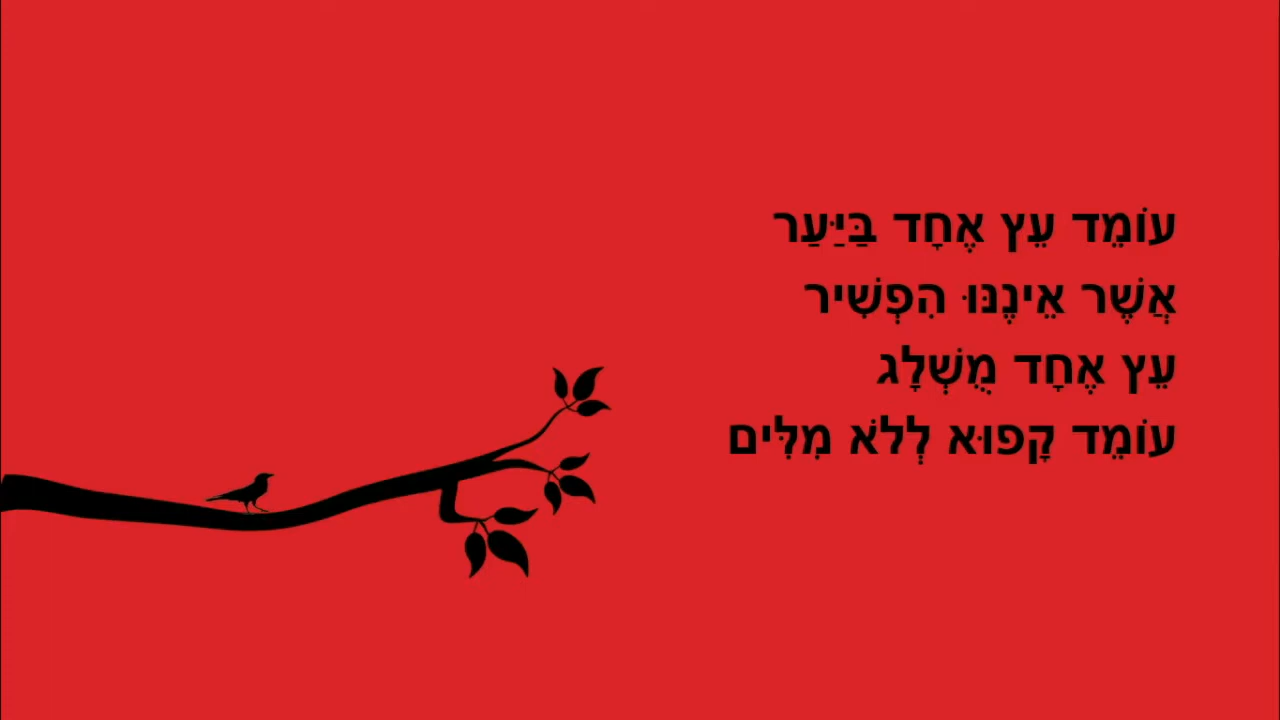 עוֹמֵד עֵץ אֶחָד בַּיַּעַר
אֲשֶׁר אֵינֶנּוּ הִפְשִׁיר
עֵץ אֶחָד מֻשְׁלָג
עוֹמֵד קָפוּא לְלֹא מִלִּים